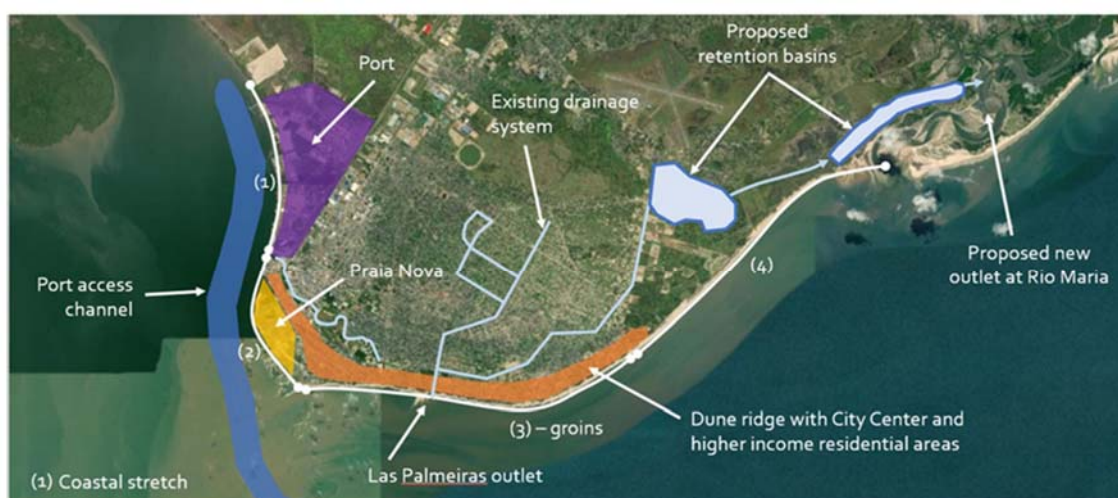 Proposed
retention basins
Port
Existing drainage
system
(1)
Praia Nova
Port access
channel
(2)
(4)
Proposed new
outlet at Rio Maria
(3) – groins
Dune ridge with City Center and
higher income residential areas
Las Palmeiras outlet
(1) Coastal stretch